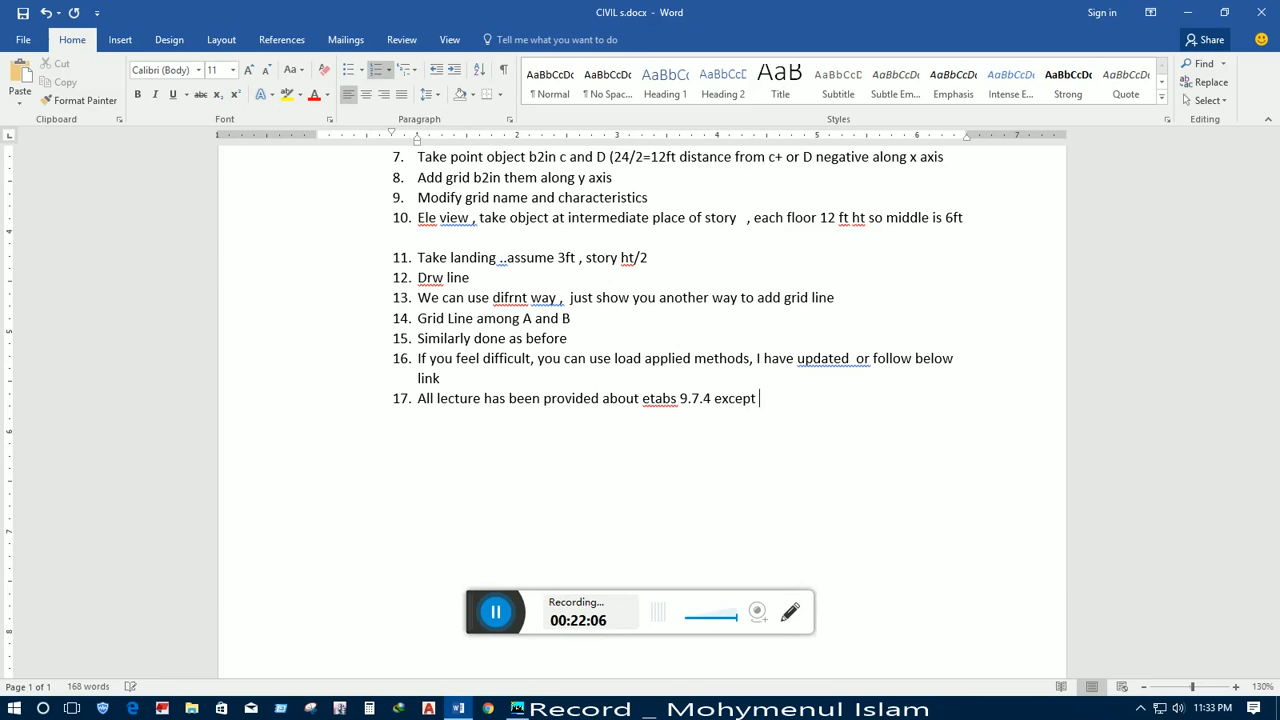 CIVIL s.docx - Word
Sign in
File Home Insert Design Layout References Mailings Review View Tell me what you want to do Share
Paste Cut Copy Format Painter
Calibri (Body) 11
AaBbCcDc AaBbCcDc AaBbCc AaBbCcC AaB AaBbCcD AaBbCcDc AaBbCcDc AaBbCcDc AaBbCcDc AaBbCcDc
¶ Normal ¶ No Spac... Heading 1 Heading 2 Title Subtitle Subtle Em... Emphasis Intense E... Strong Quote
Find Replace Select
Clipboard Font Paragraph Styles Editing
7. Take point object b2in c and D (24/2=12ft distance from c+ or D negative along x axis
8. Add grid b2in them along y axis
9. Modify grid name and characteristics
10. Ele view , take object at intermediate place of story , each floor 12 ft ht so middle is 6ft
11. Take landing ..assume 3ft , story ht/2
12. Drw line
13. We can use difrnt way , just show you another way to add grid line
14. Grid Line among A and B
15. Similarly done as before
16. If you feel difficult, you can use load applied methods, I have updated or follow below
link
17. All lecture has been provided about etabs 9.7.4 except
Recording...
00:22:06
Page 1 of 1 168 words 130%
Record _ Mohymenul Islam
11:33 PM